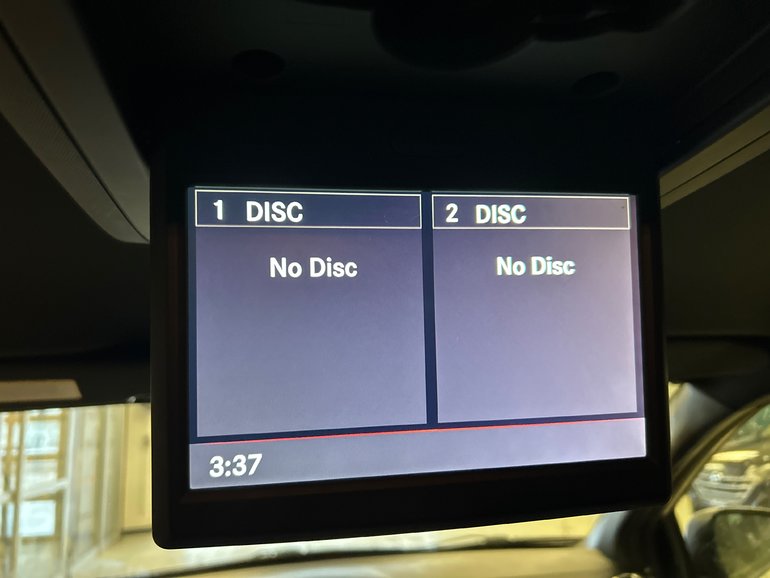 1 DISC
No Disc
2 DISC
No Disc
3:37